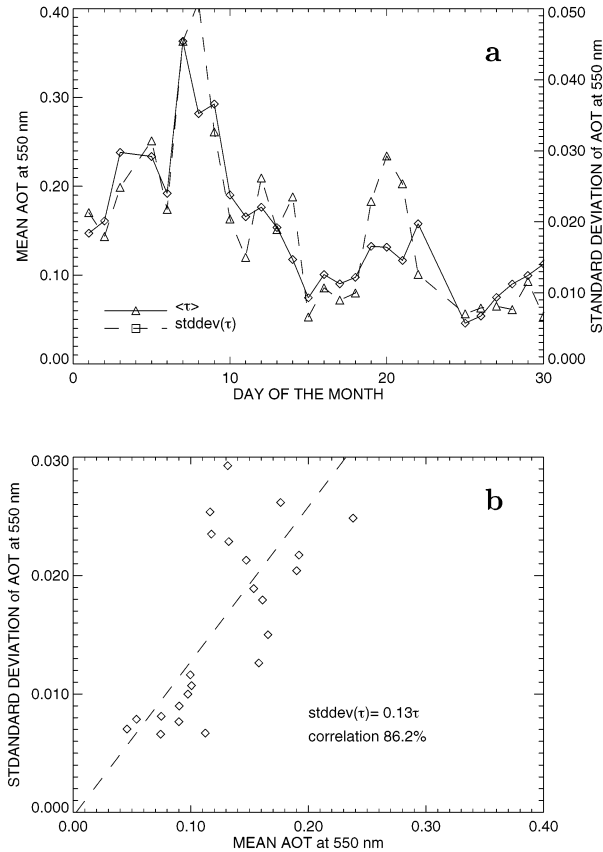 0.40
0.30
0.20
0.10
0.00
MEAN AOT at 550 nm
0.050
0.040
0.030
0.020
0.010
0.000
STANDARD DEVIATION of AOT at 550 nm
a
<τ>
stddev(τ)
0 10 20 30
DAY OF THE MONTH
0.030
0.020
0.010
0.000
STDANDARD DEVIATION of AOT at 550 nm
b
stddev(τ)= 0.13τ
correlation 86.2%
0.00 0.10 0.20 0.30 0.40
MEAN AOT at 550 nm